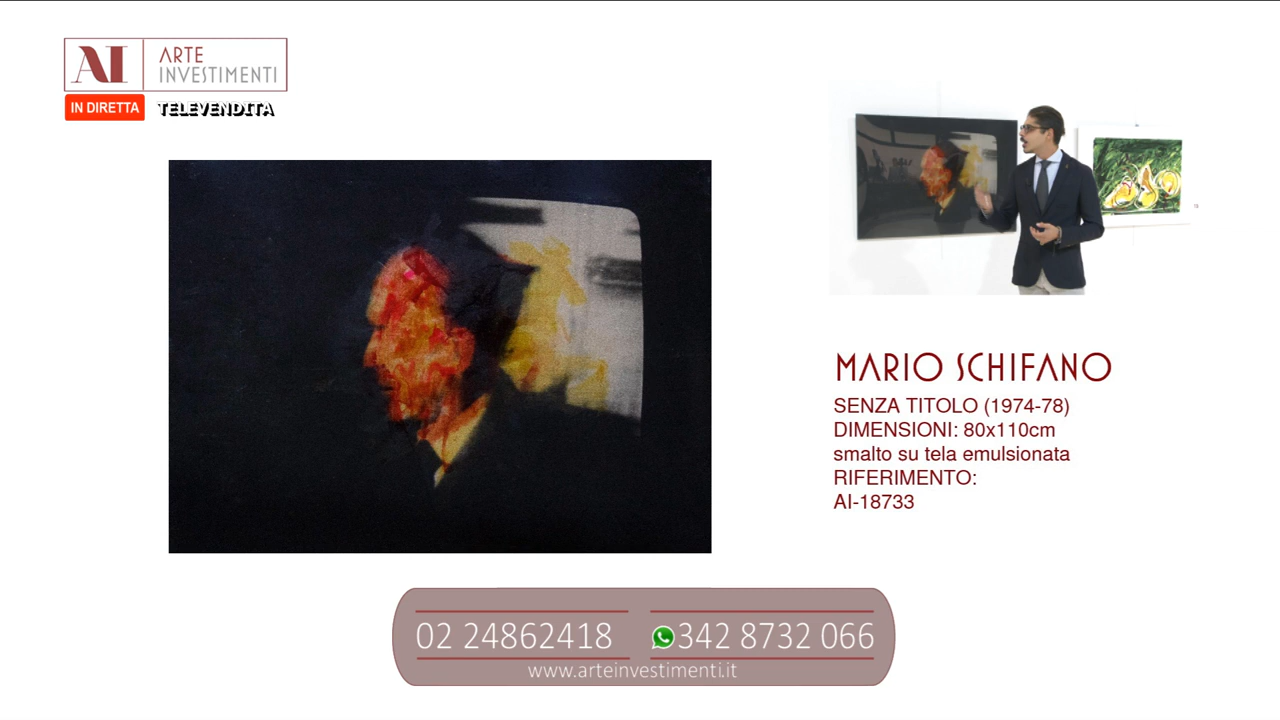 AI ARTE
INVESTIMENTI
IN DIRETTA TELEVENDITA
MARIO SCHIFANO
SENZA TITOLO (1974-78)
DIMENSIONI: 80x110cm
smalto su tela emulsionata
RIFERIMENTO:
AI-18733
02 24862418 342 8732 066
www.arteinvestimenti.it